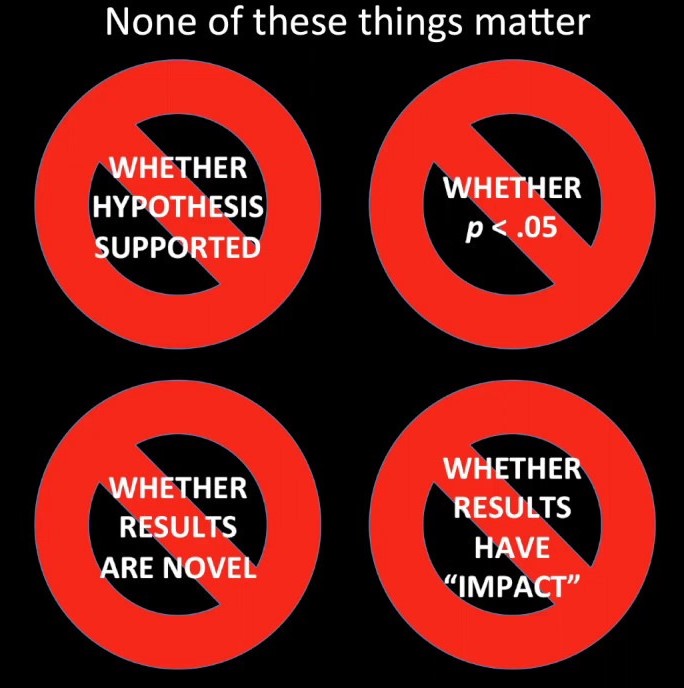 None of these things matter
WHETHER
HYPOTHESIS
SUPPORTED
WHETHER
p < .05
WHETHER
RESULTS
ARE NOVEL
WHETHER
RESULTS
HAVE
“IMPACT”